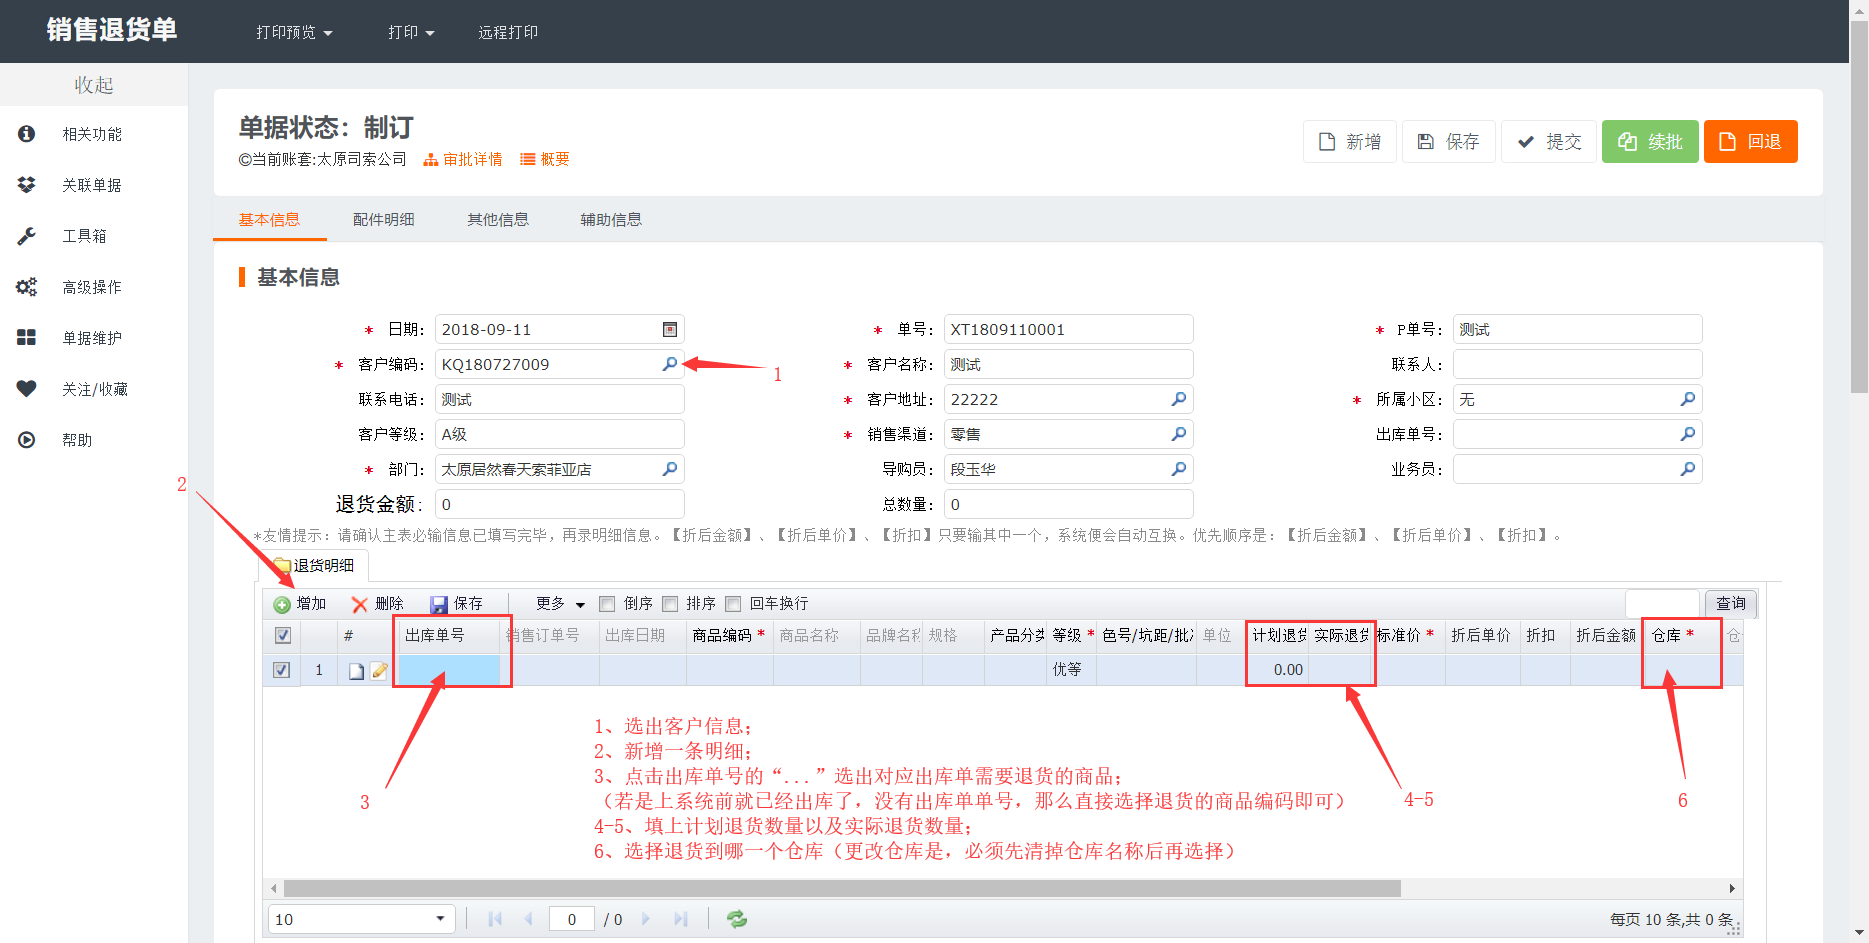 销售退货单
打印预览 打印 远程打印
收起
相关功能
关联单据
工具箱
高级操作
单据维护
关注/收藏
帮助
单据状态：制订
©当前账套:太原司索公司 审批详情 概要
新增 保存 提交 续批 回退
基本信息 配件明细 其他信息 辅助信息
基本信息
* 日期： 2018-09-11 * 单号： XT1809110001 * P单号： 测试
* 客户编码： KQ180727009 * 客户名称： 测试 联系人：
1
联系电话： 测试 * 客户地址： 22222 * 所属小区： 无
客户等级： A级 * 销售渠道： 零售 出库单号：
* 部门： 太原居然春天索菲亚店 导购员： 段玉华 业务员：
2
退货金额： 0 总数量： 0
*友情提示：请确认主表必输信息已填写完毕，再录明细信息。【折后金额】、【折后单价】、【折扣】只要输其中一个，系统便会自动互换。优先顺序是：【折后金额】、【折后单价】、【折扣】。
退货明细
增加 删除 保存 更多 倒序 排序 回车换行 查询
# 出库单号 销售订单号 出库日期 商品编码 * 商品名称 品牌名称 规格 产品分类 等级 * 色号/坑距/批 单位 计划退货 实际退货 标准价 * 折后单价 折扣 折后金额 仓库 * 仓
1 优等 0.00
1、选出客户信息；
2、新增一条明细；
3、点击出库单号的“...”选出对应出库单需要退货的商品；
（若是上系统前就已经出库了，没有出库单单号，那么直接选择退货的商品编码即可）
4-5、填上计划退货数量以及实际退货数量；
6、选择退货到哪一个仓库（更改仓库是，必须先清掉仓库名称后再选择）
3
4-5
6
10 0 / 0 每页 10 条,共 0 条